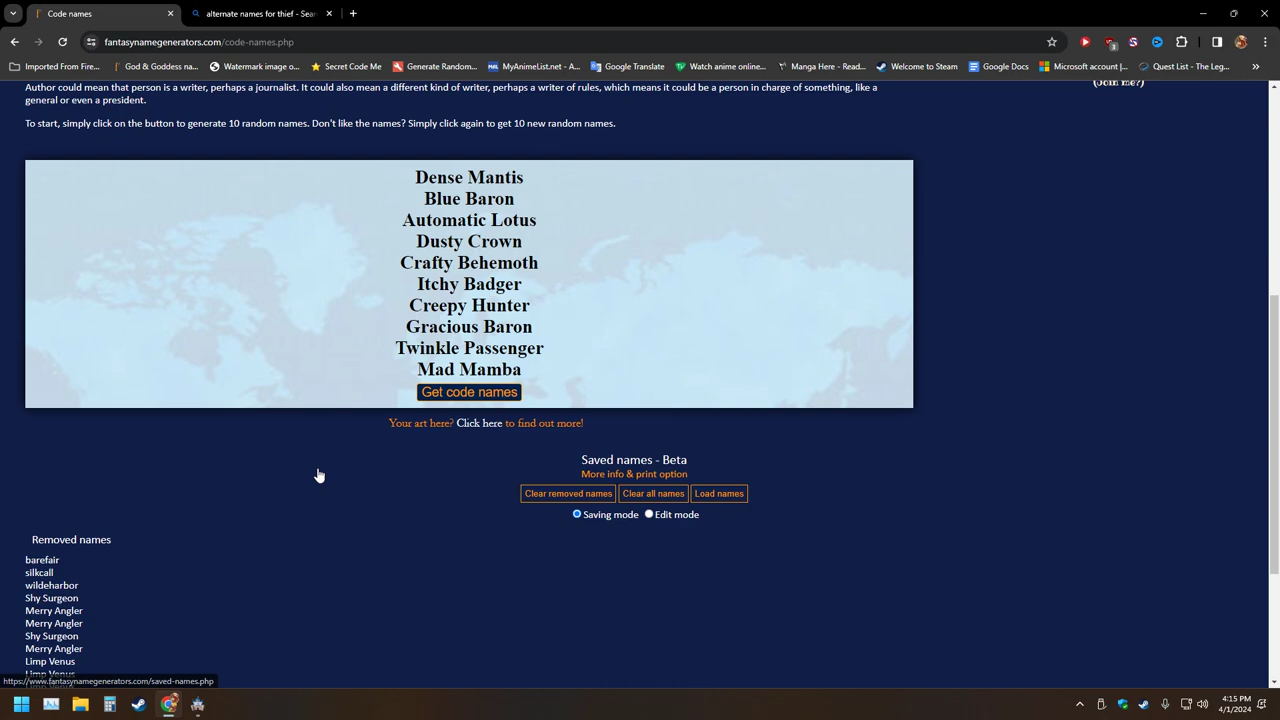 Code names
alternate names for thief - Sear
fantasynamegenerators.com/code-names.php
Imported From Fire...
God & Goddess na...
Watermark image o...
Secret Code Me
Generate Random...
MyAnimeList.net - A...
Google Translate
Watch anime online...
Manga Here - Read...
Welcome to Steam
Google Docs
Microsoft account |...
Quest List - The Leg...
Author could mean that person is a writer, perhaps a journalist. It could also mean a different kind of writer, perhaps a writer of rules, which means it could be a person in charge of something, like a
general or even a president.
(Join me?)
To start, simply click on the button to generate 10 random names. Don't like the names? Simply click again to get 10 new random names.
Dense Mantis
Blue Baron
Automatic Lotus
Dusty Crown
Crafty Behemoth
Itchy Badger
Creepy Hunter
Gracious Baron
Twinkle Passenger
Mad Mamba
Get code names
Your art here? Click here to find out more!
Saved names - Beta
More info & print option
Clear removed names
Clear all names
Load names
Saving mode
Edit mode
Removed names
barefair
silkcall
wildeharbor
Shy Surgeon
Merry Angler
Merry Angler
Shy Surgeon
Merry Angler
Limp Venus
Limp Venus
https://www.fantasynamegenerators.com/saved-names.php
4:15 PM
4/1/2024